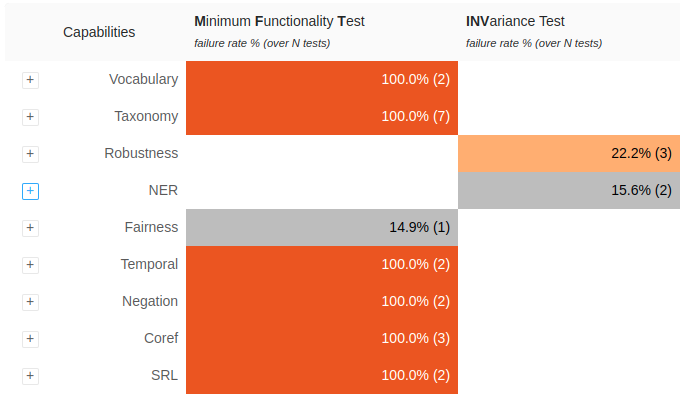 Capabilities
Minimum Functionality Test
failure rate % (over N tests)
INVariance Test
failure rate % (over N tests)
+ Vocabulary 100.0% (2)
+ Taxonomy 100.0% (7)
+ Robustness 22.2% (3)
+ NER 15.6% (2)
+ Fairness 14.9% (1)
+ Temporal 100.0% (2)
+ Negation 100.0% (2)
+ Coref 100.0% (3)
+ SRL 100.0% (2)